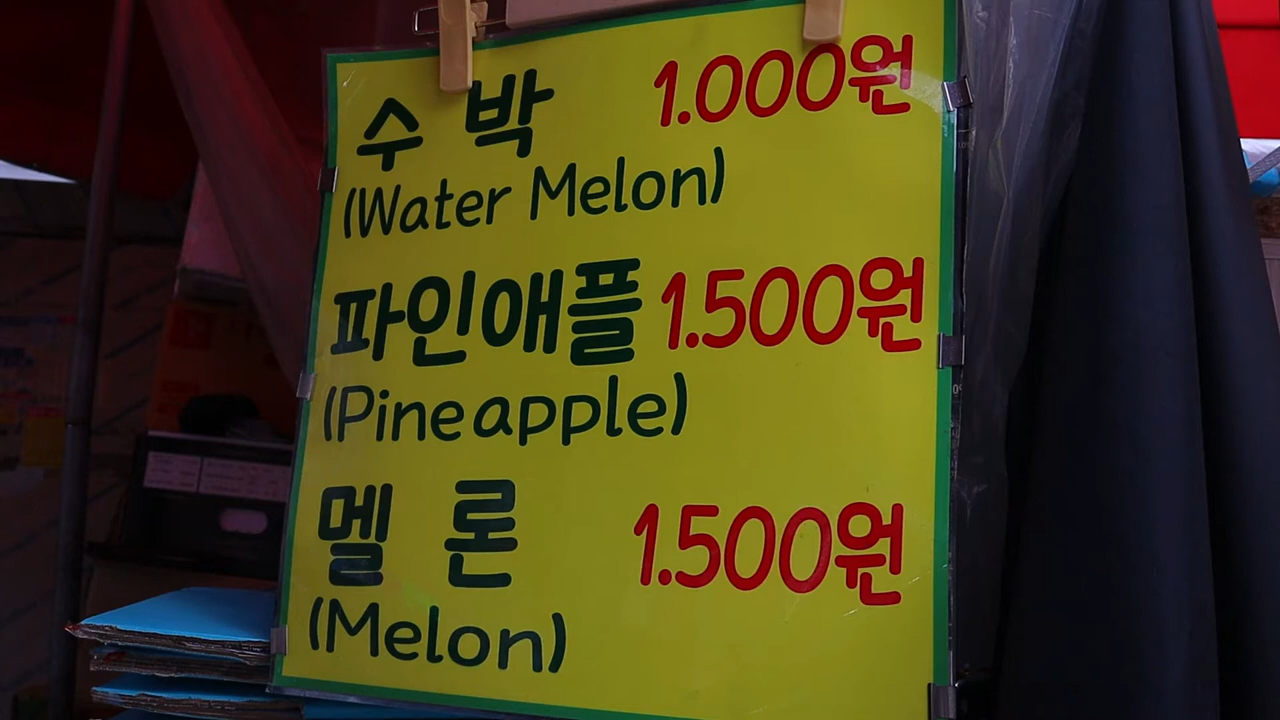 수 박 1.000원
(Water Melon)
파인애플 1.500원
(Pineapple)
멜 론 1.500원
(Melon)